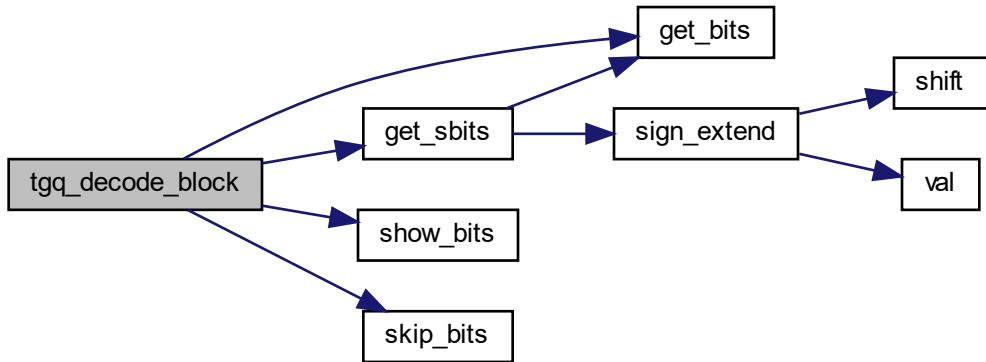 get_bits
shift
get_sbits
sign_extend
tgq_decode_block
val
show_bits
skip_bits